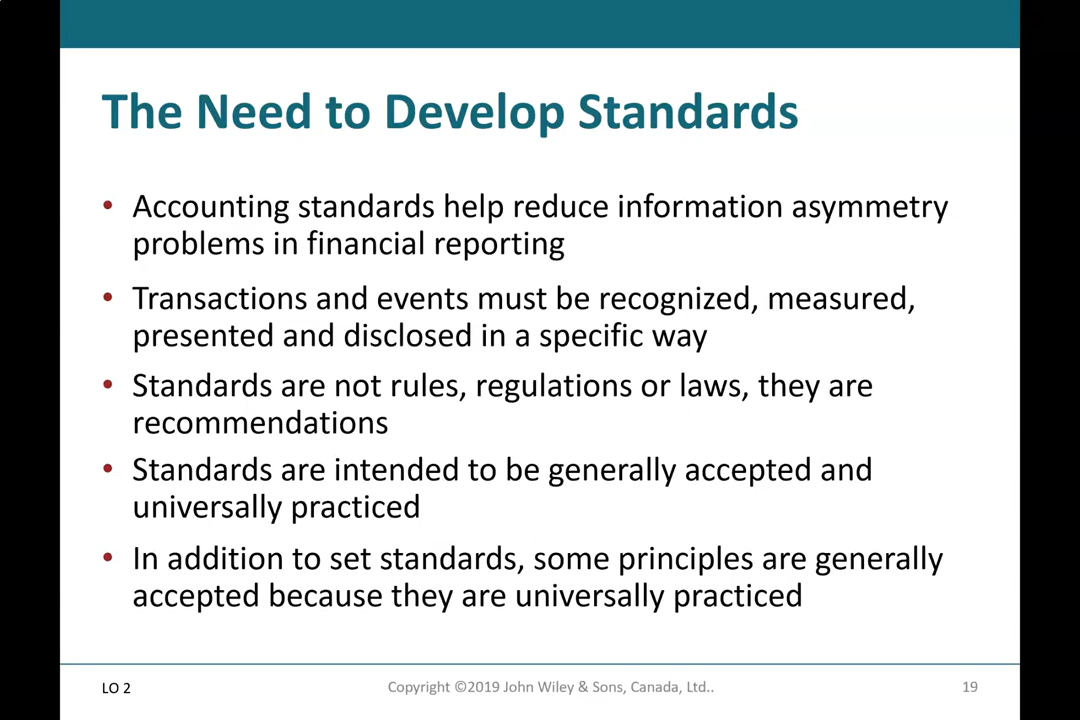 The Need to Develop Standards
• Accounting standards help reduce information asymmetry
problems in financial reporting
• Transactions and events must be recognized, measured,
presented and disclosed in a specific way
• Standards are not rules, regulations or laws, they are
recommendations
• Standards are intended to be generally accepted and
universally practiced
• In addition to set standards, some principles are generally
accepted because they are universally practiced
LO 2
Copyright ©2019 John Wiley & Sons, Canada, Ltd..
19